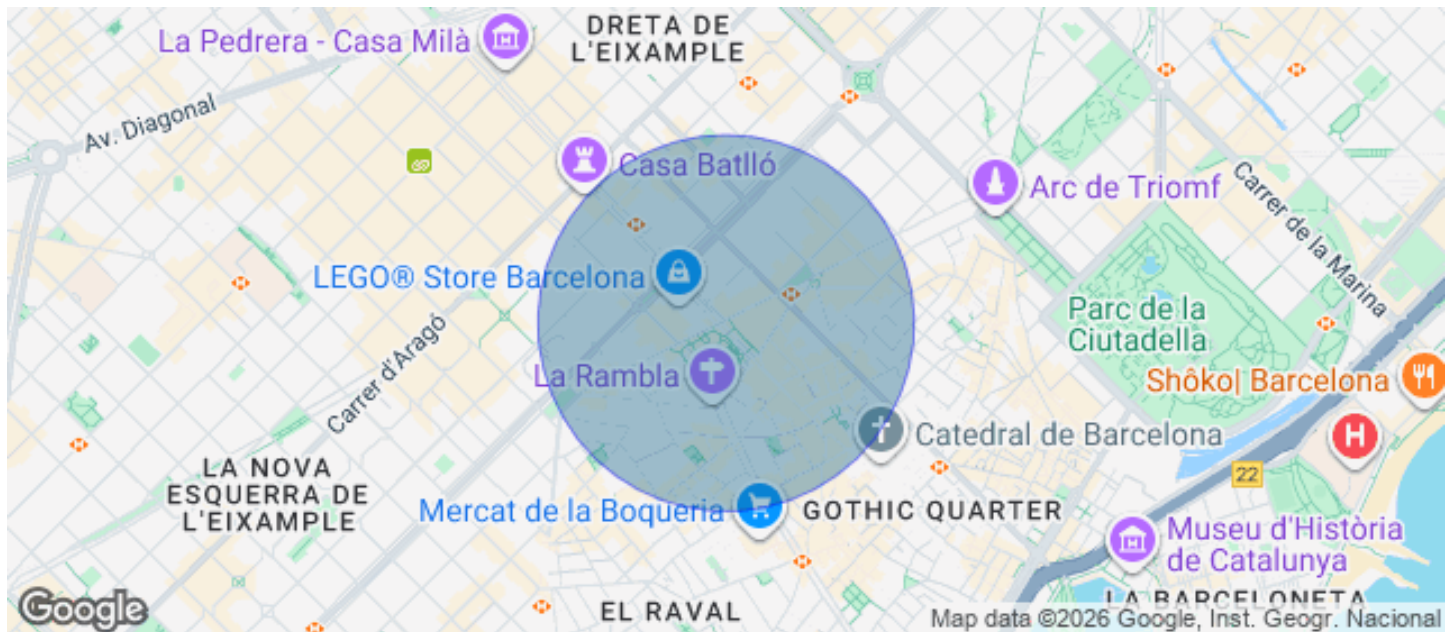 DRETA DE
L'EIXAMPLE
La Pedrera - Casa Milà
Av. Diagonal
Casa Batlló
Arc de Triomf
Carrer de la Marina
LEGO® Store Barcelona
Parc de la
Ciutadella
Carrer d'Aragó
La Rambla
Shôko| Barcelona
H
Catedral de Barcelona
22
LA NOVA
ESQUERRA DE
L'EIXAMPLE
Mercat de la Boqueria
GOTHIC QUARTER
Museu d'Història
de Catalunya
LA BARCELONETA
EL RAVAL
Google
Map data ©2026 Google, Inst. Geogr. Nacional